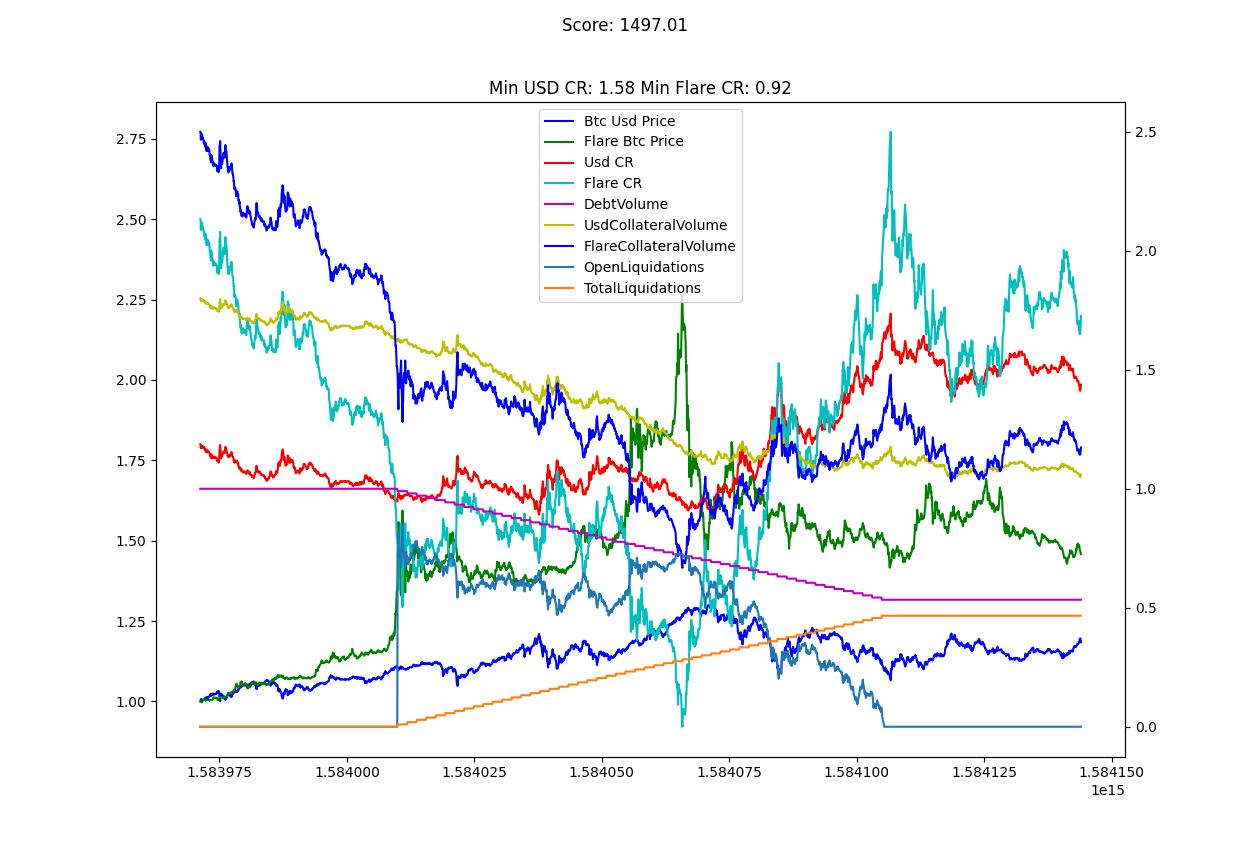 Score: 1497.01
Min USD CR: 1.58 Min Flare CR: 0.92
Btc Usd Price
Flare Btc Price
Usd CR
Flare CR
DebtVolume
UsdCollateralVolume
FlareCollateralVolume
OpenLiquidations
TotalLiquidations
2.75
2.50
2.25
2.00
1.75
1.50
1.25
1.00
2.5
2.0
1.5
1.0
0.5
0.0
1.583975
1.584000
1.584025
1.584050
1.584075
1.584100
1.584125
1.584150
1e15